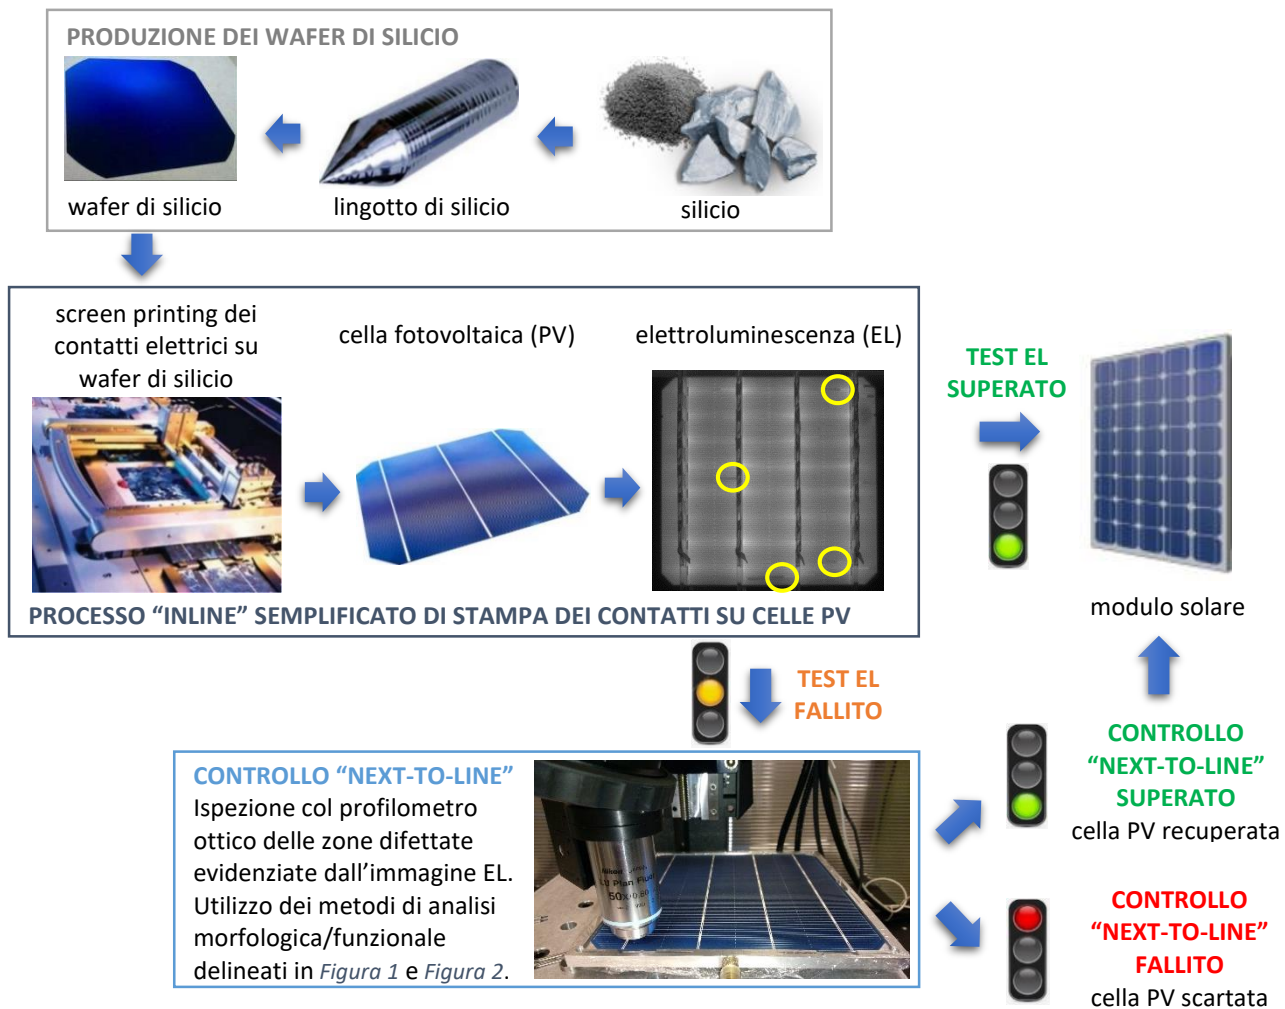 PRODUZIONE DEI WAFER DI SILICIO
wafer di silicio
lingotto di silicio
silicio
screen printing dei
contatti elettrici su
wafer di silicio
cella fotovoltaica (PV)
elettroluminescenza (EL)
PROCESSO “INLINE” SEMPLIFICATO DI STAMPA DEI CONTATTI SU CELLE PV
TEST EL
SUPERATO
modulo solare
TEST EL
FALLITO
CONTROLLO “NEXT-TO-LINE”
Ispezione col profilometro
ottico delle zone difettate
evidenziate dall’immagine EL.
Utilizzo dei metodi di analisi
morfologica/funzionale
delineati in Figura 1 e Figura 2.
Plan Fluor
50X
CONTROLLO
“NEXT-TO-LINE”
SUPERATO
cella PV recuperata
CONTROLLO
“NEXT-TO-LINE”
FALLITO
cella PV scartata